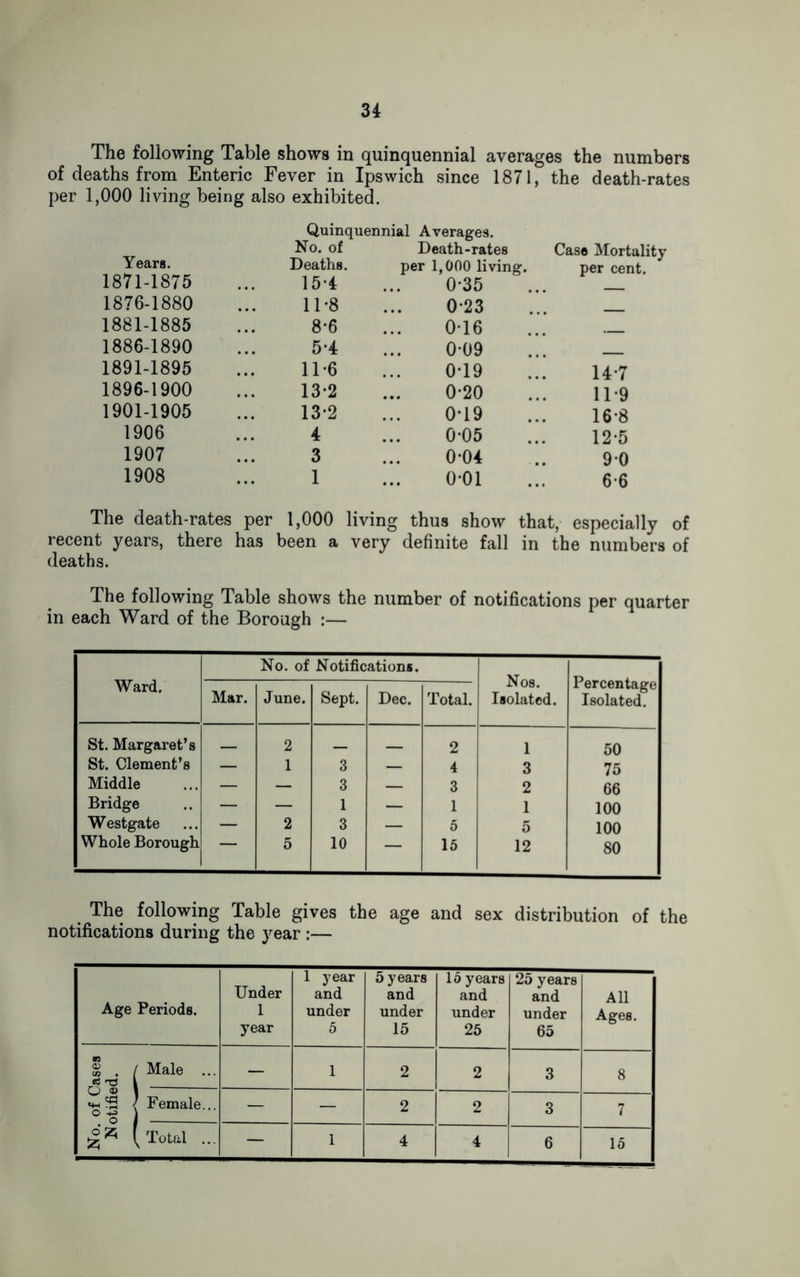 34
The following Table shows in quinquennial averages the numbers
of deaths from Enteric Fever in Ipswich since 1871, the death-rates
per 1,000 living being also exhibited.
Quinquennial Averages.
No. of Death-rates Case Mortality
Years. Deaths. per 1,000 living. per cent.
1871-1875 ... 15·4 ... 0·35 ... —
1876-1880 ... 11·8 ... 0·23 ... —
1881-1885 ... 8·6 ... 0·16 ... —
1886-1890 ... 5·4 ... 0·09 ... —
1891-1895 ... 11·6 ... 0·19 ... 14·7
1896-1900 ... 13·2 ... 0·20 ... 11·9
1901-1905 ... 13·2 ... 0·19 ... 16·8
1906 ... 4 ... 0·05 ... 12·5
1907 ... 3 ... 0·04 .. 9·0
1908 ... 1 ... 0·01 ... 6·6
The death-rates per 1,000 living thus show that, especially of
recent years, there has been a very definite fall in the numbers of
deaths.
The following Table shows the number of notifications per quarter
in each Ward of the Borough :—
Ward. No. of Notifications. Nos. Isolated. Percentage Isolated.
Mar. June. Sept. Dec. Total.
St. Margaret's — 2 — — 2 1 50
St. Clement's — 1 3 — 4 3 75
Middle ... — — 3 — 3 2 66
Bridge .. — — 1 — 1 1 100
Westgate ... — 2 3 — 5 5 100
Whole Borough — 5 10 — 15 12 80
The following Table gives the age and sex distribution of the
notifications during the year :—
Age Periods. Under 1 year 1 year and under 5 5 years and under 15 15 years and under 25 25 years and under 65 All Ages.
No. of Cases Notified.
Male ... — 1 2 2 3 8
Female... — — 2 2 3 7
Total ... — 1 4 4 6 15